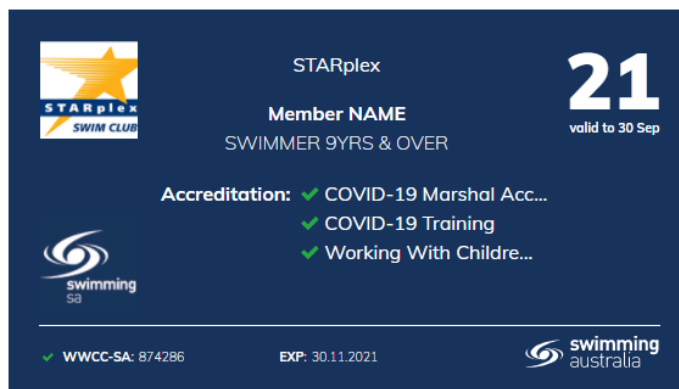 STARplex
SWIM CLUB
STARplex
Member NAME
SWIMMER 9YRS & OVER
21
valid to 30 Sep
Accreditation: ✔ COVID-19 Marshal Acc...
✔ COVID-19 Training
✔ Working With Childre...
swimming
sa
✔ WWCC-SA: 874286 EXP: 30.11.2021
swimming
australia